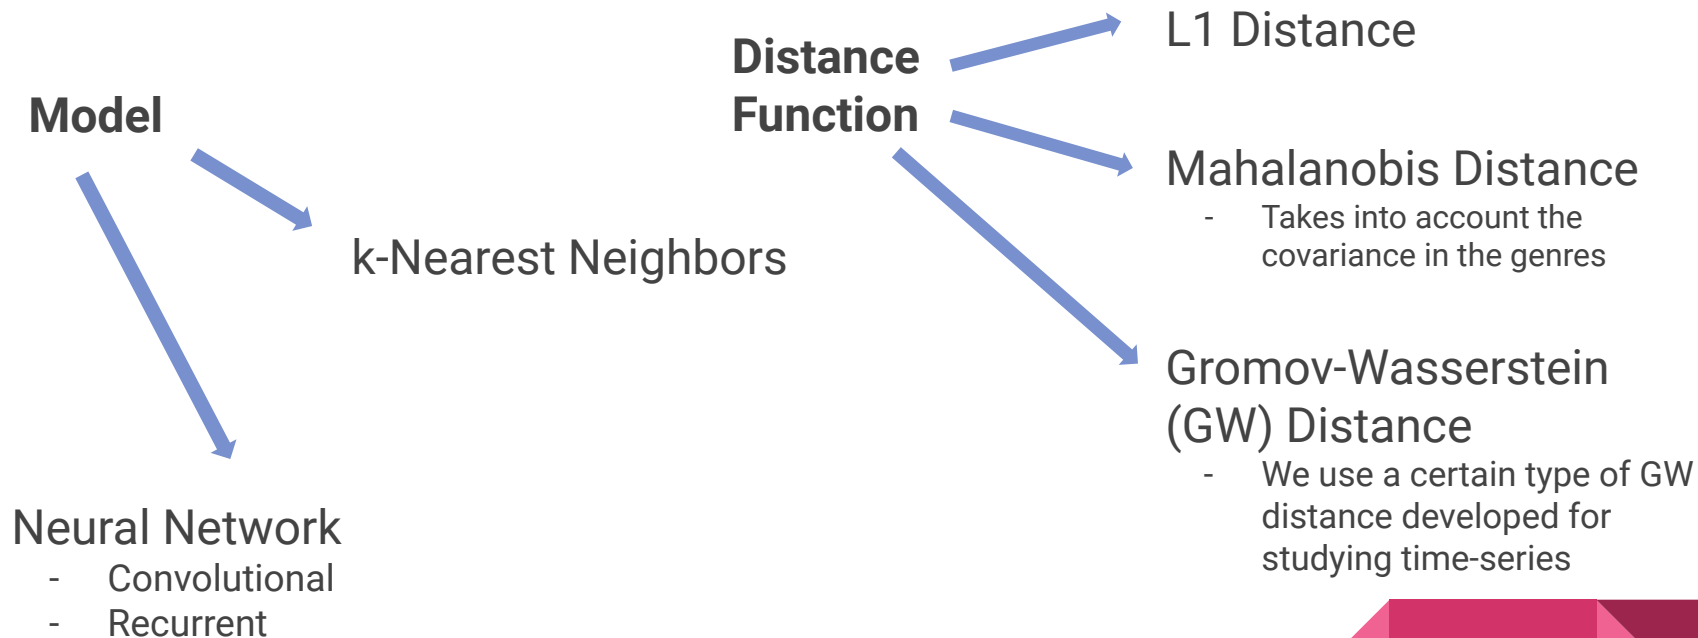 Model
k-Nearest Neighbors
Neural Network
- Convolutional
- Recurrent
Distance
Function
L1 Distance
Mahalanobis Distance
- Takes into account the
covariance in the genres
Gromov-Wasserstein
(GW) Distance
- We use a certain type of GW
distance developed for
studying time-series